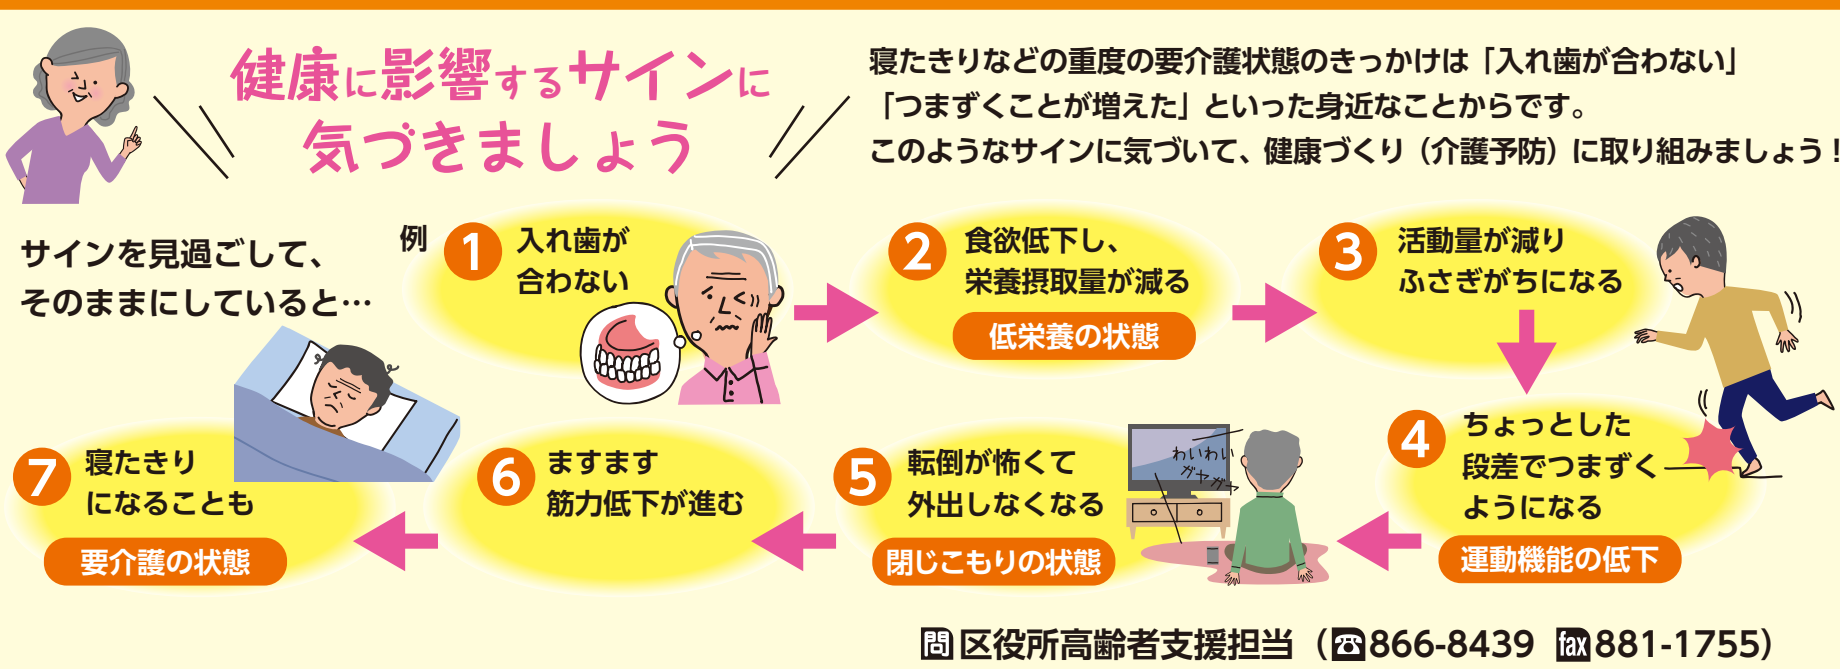 健康に影響するサインに
気づきましょう
寝たきりなどの重度の要介護状態のきっかけは「入れ歯が合わない」
「つまずくことが増えた」といった身近なことからです。
このようなサインに気づいて、健康づくり（介護予防）に取り組みましょう！
サインを見過ごして、
そのままにしていると…
例
1 入れ歯が
合わない
2 食欲低下し、
栄養摂取量が減る
低栄養の状態
3 活動量が減り
ふさぎがちになる
4 ちょっとした
段差でつまずく
ようになる
運動機能の低下
5 転倒が怖くて
外出しなくなる
閉じこもりの状態
わいわい
ガヤガヤ
6 ますます
筋力低下が進む
7 寝たきり
になることも
要介護の状態
問区役所高齢者支援担当（☎866-8439 fax881-1755）